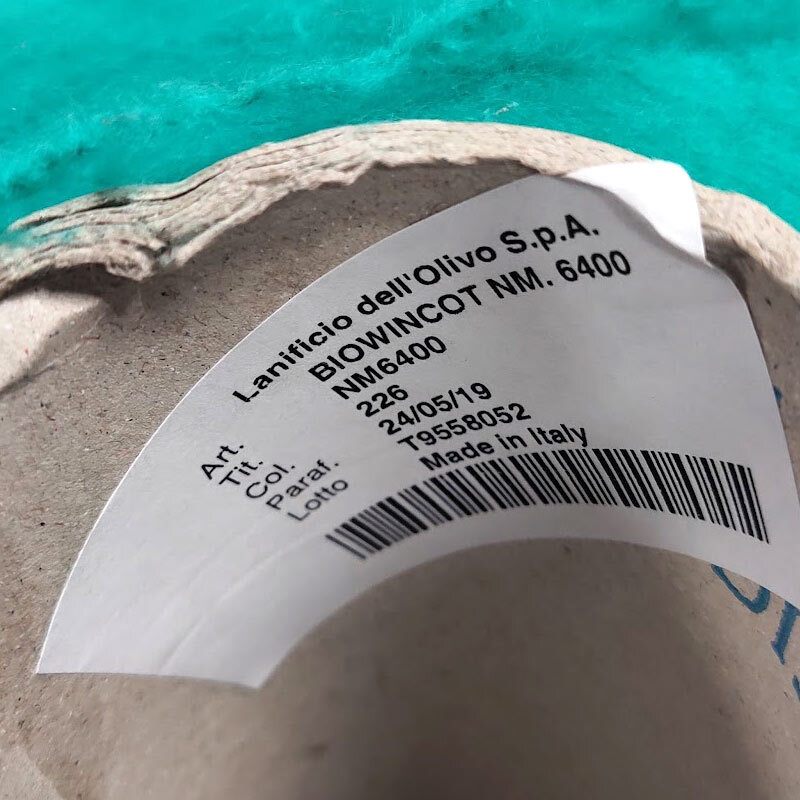 Lanificio dell'Olivo S.p.A.
Art. BIOWINCOT NM. 6400
Tit. NM6400
Col. 226
Paraf. 24/05/19
Lotto T9558052
Made in Italy